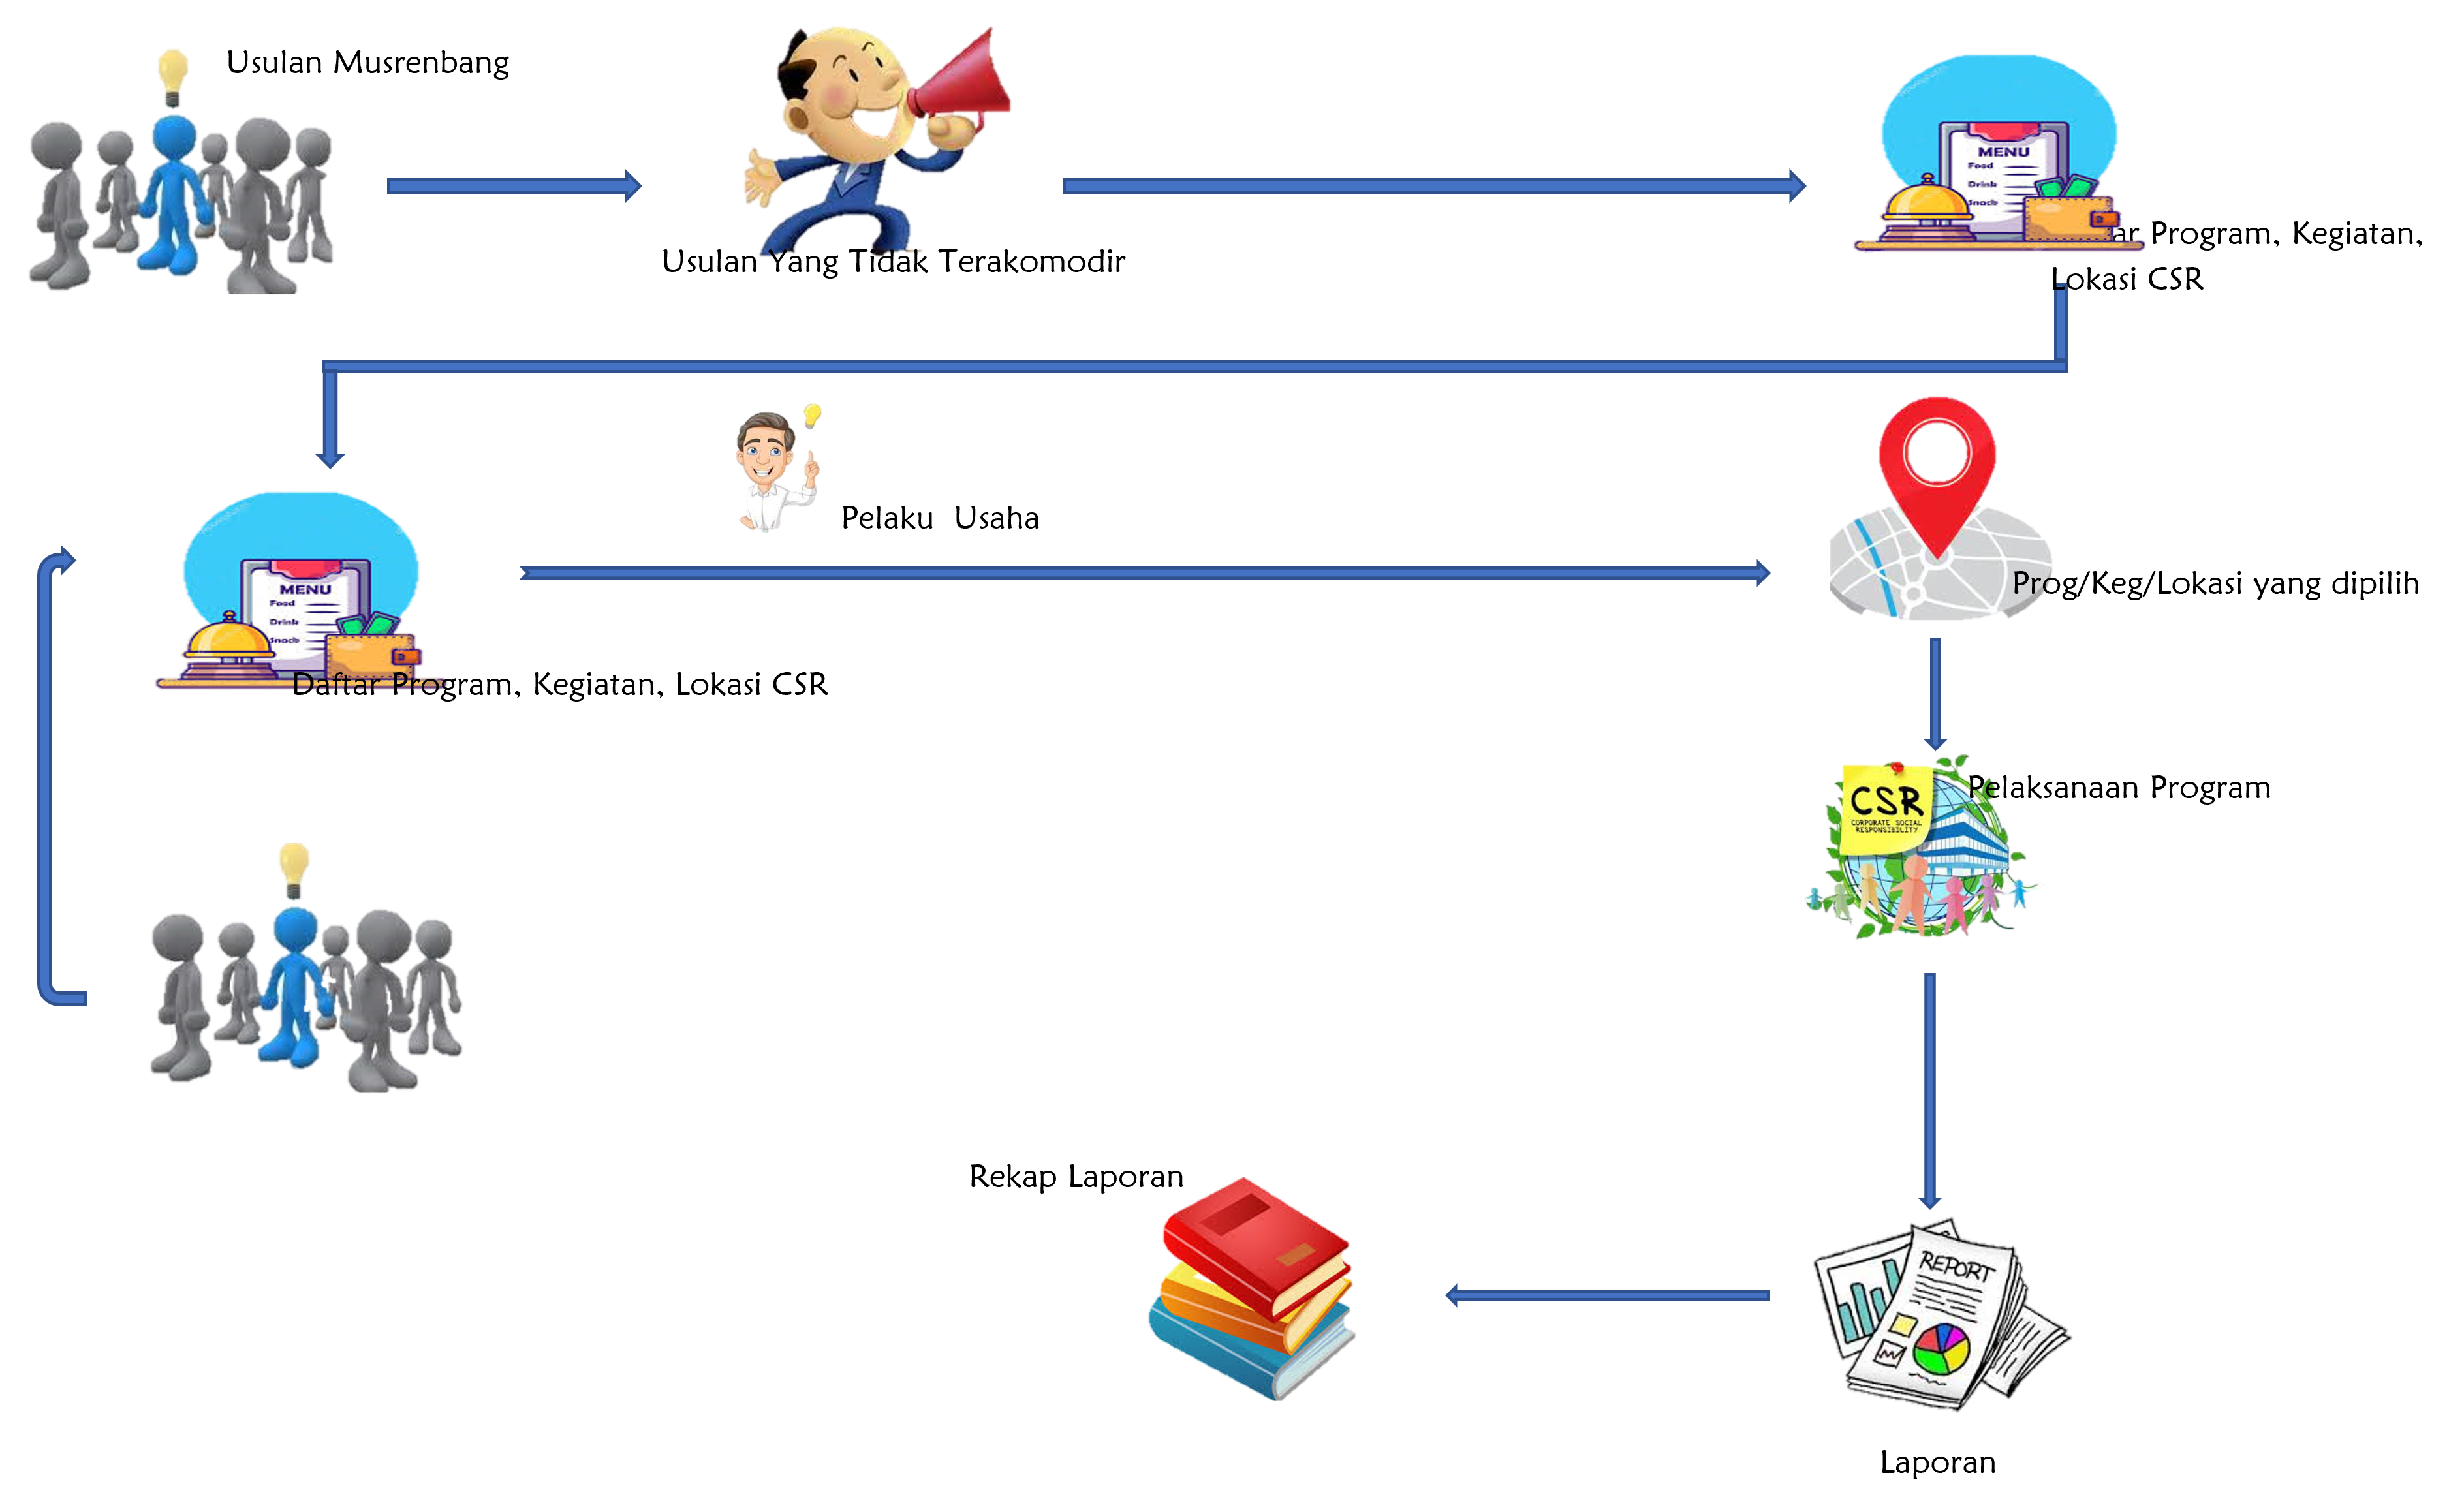 Usulan Musrenbang
MENU
Food
Drink
Snack
Usulan Yang Tidak Terakomodir
Program, Kegiatan,
Lokasi CSR
Pelaku Usaha
MENU
Food
Drink
Snack
Prog/Keg/Lokasi yang dipilih
Daftar Program, Kegiatan, Lokasi CSR
Pelaksanaan Program
CSR
CORPORATE SOCIAL
RESPONSIBILITY
Rekap Laporan
REPORT
Laporan